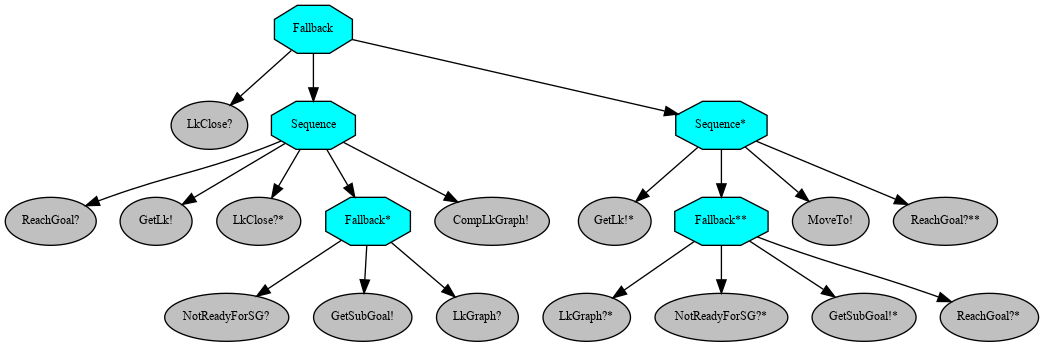 Fallback
LkClose?
Sequence
Sequence*
ReachGoal?
GetLk!
LkClose?*
Fallback*
CompLkGraph!
GetLk!*
Fallback**
MoveTo!
ReachGoal?**
NotReadyForSG?
GetSubGoal!
LkGraph?
LkGraph?*
NotReadyForSG?*
GetSubGoal!*
ReachGoal?*